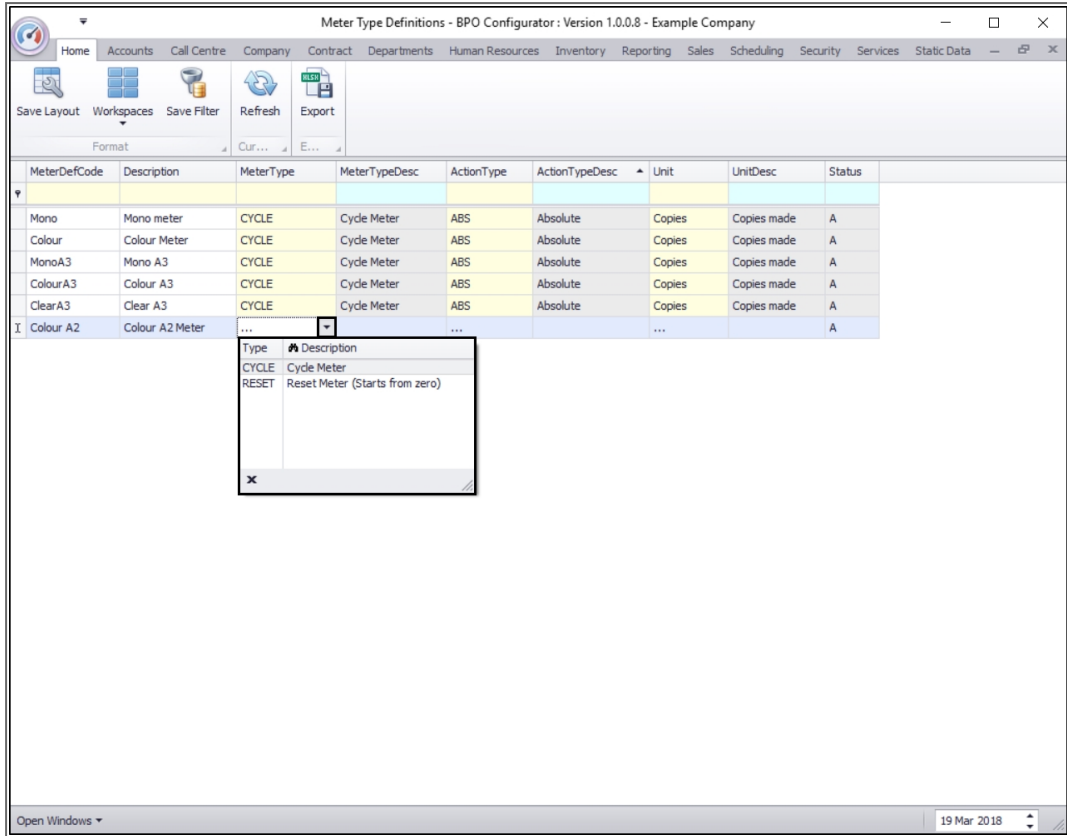 Meter Type Definitions - BPO Configurator : Version 1.0.0.8 - Example Company
Home Accounts Call Centre Company Contract Departments Human Resources Inventory Reporting Sales Scheduling Security Services Static Data
XLSX
Save Layout Workspaces Save Filter Refresh Export
Format Cur... E...
MeterDefCode Description MeterType MeterTypeDesc ActionType ActionTypeDesc Unit UnitDesc Status
Mono Mono meter CYCLE Cycle Meter ABS Absolute Copies Copies made A
Colour Colour Meter CYCLE Cycle Meter ABS Absolute Copies Copies made A
MonoA3 Mono A3 CYCLE Cycle Meter ABS Absolute Copies Copies made A
ColourA3 Colour A3 CYCLE Cycle Meter ABS Absolute Copies Copies made A
ClearA3 Clear A3 CYCLE Cycle Meter ABS Absolute Copies Copies made A
Colour A2 Colour A2 Meter ... ... ... A
Type Description
CYCLE Cycle Meter
RESET Reset Meter (Starts from zero)
Open Windows 19 Mar 2018